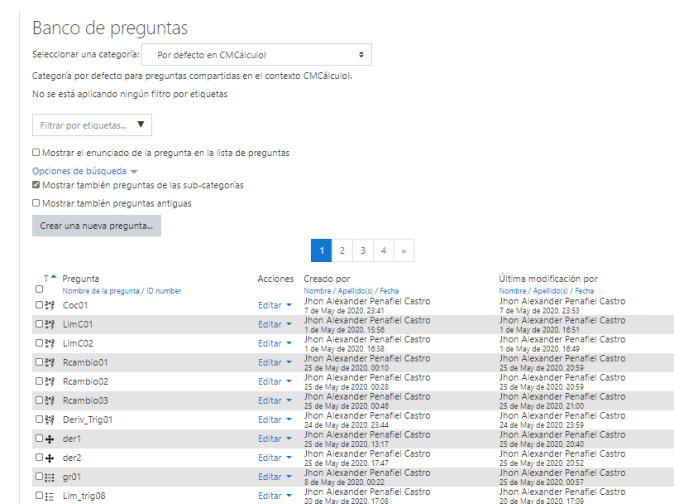 Banco de preguntas
Seleccionar una categoría: Por defecto en CMCálculoI
Categoría por defecto para preguntas compartidas en el contexto CMCálculoI.
No se está aplicando ningún filtro por etiquetas
Filtrar por etiquetas... ▼
Mostrar el enunciado de la pregunta en la lista de preguntas
Opciones de búsqueda
Mostrar también preguntas de las sub-categorías
Mostrar también preguntas antiguas
Crear una nueva pregunta...
1 2 3 4 »
T Pregunta Acciones Creado por Última modificación por
Nombre de la pregunta / ID number Nombre / Apellido(s) / Fecha Nombre / Apellido(s) / Fecha
Coc01 Editar Jhon Alexander Penafiel Castro Jhon Alexander Penafiel Castro
7 de May de 2020, 23:41 7 de May de 2020, 23:53
LimC01 Editar Jhon Alexander Penafiel Castro Jhon Alexander Penafiel Castro
1 de May de 2020, 15:56 1 de May de 2020, 16:51
LimC02 Editar Jhon Alexander Penafiel Castro Jhon Alexander Penafiel Castro
1 de May de 2020, 16:38 1 de May de 2020, 16:49
Rcambio01 Editar Jhon Alexander Penafiel Castro Jhon Alexander Penafiel Castro
25 de May de 2020, 00:10 25 de May de 2020, 20:59
Rcambio02 Editar Jhon Alexander Penafiel Castro Jhon Alexander Penafiel Castro
25 de May de 2020, 00:28 25 de May de 2020, 20:59
Rcambio03 Editar Jhon Alexander Penafiel Castro Jhon Alexander Penafiel Castro
25 de May de 2020, 00:46 25 de May de 2020, 21:00
Deriv_Trig01 Editar Jhon Alexander Penafiel Castro Jhon Alexander Penafiel Castro
24 de May de 2020, 23:44 24 de May de 2020, 23:59
der1 Editar Jhon Alexander Penafiel Castro Jhon Alexander Penafiel Castro
25 de May de 2020, 13:17 25 de May de 2020, 20:40
der2 Editar Jhon Alexander Penafiel Castro Jhon Alexander Penafiel Castro
25 de May de 2020, 17:47 25 de May de 2020, 20:52
gr01 Editar Jhon Alexander Penafiel Castro Jhon Alexander Penafiel Castro
8 de May de 2020, 00:22 25 de May de 2020, 00:57
Lim_trig08 Editar Jhon Alexander Penafiel Castro Jhon Alexander Penafiel Castro
20 de May de 2020, 17:08 20 de May de 2020, 17:09